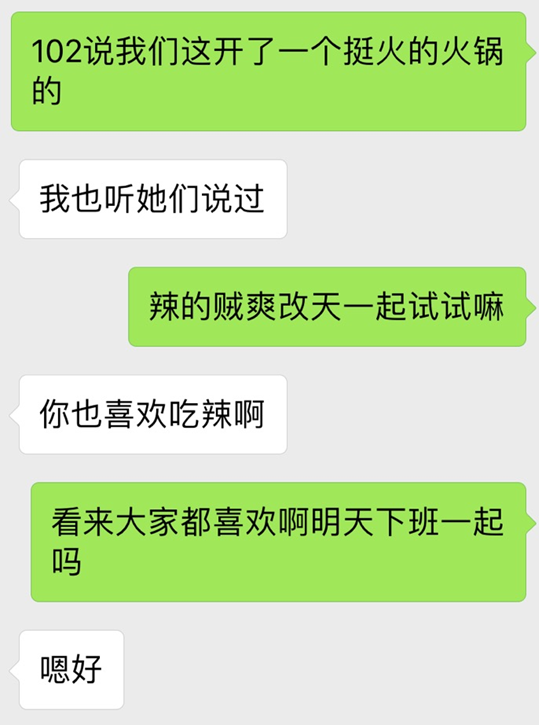 102说我们这开了一个挺火的火锅
的
我也听她们说过
辣的贼爽改天一起试试嘛
你也喜欢吃辣啊
看来大家都喜欢啊明天下班一起
吗
嗯好